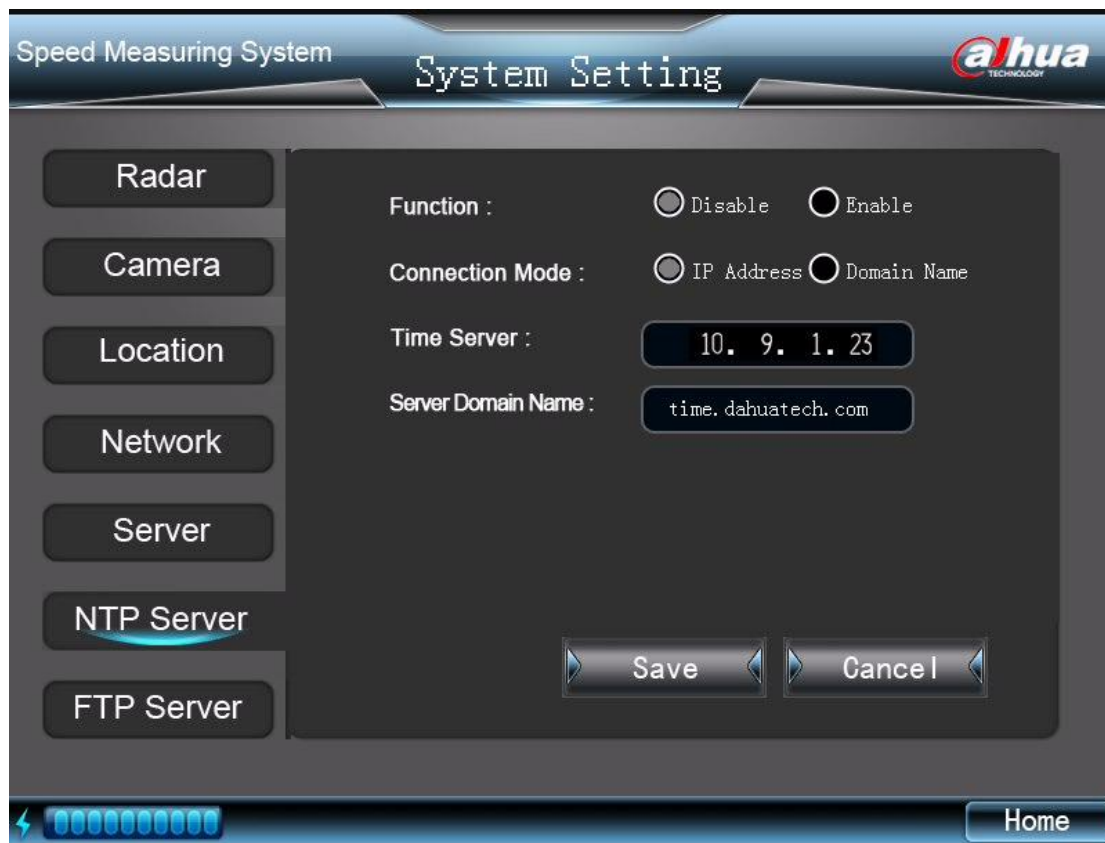 Speed Measuring System
System Setting
alhua
TECHNOLOGY
Radar
Camera
Location
Network
Server
NTP Server
FTP Server
Function : Disable Enable
Connection Mode : IP Address Domain Name
Time Server : 10. 9. 1. 23
Server Domain Name : time.dahuatech.com
Save Cancel
Home